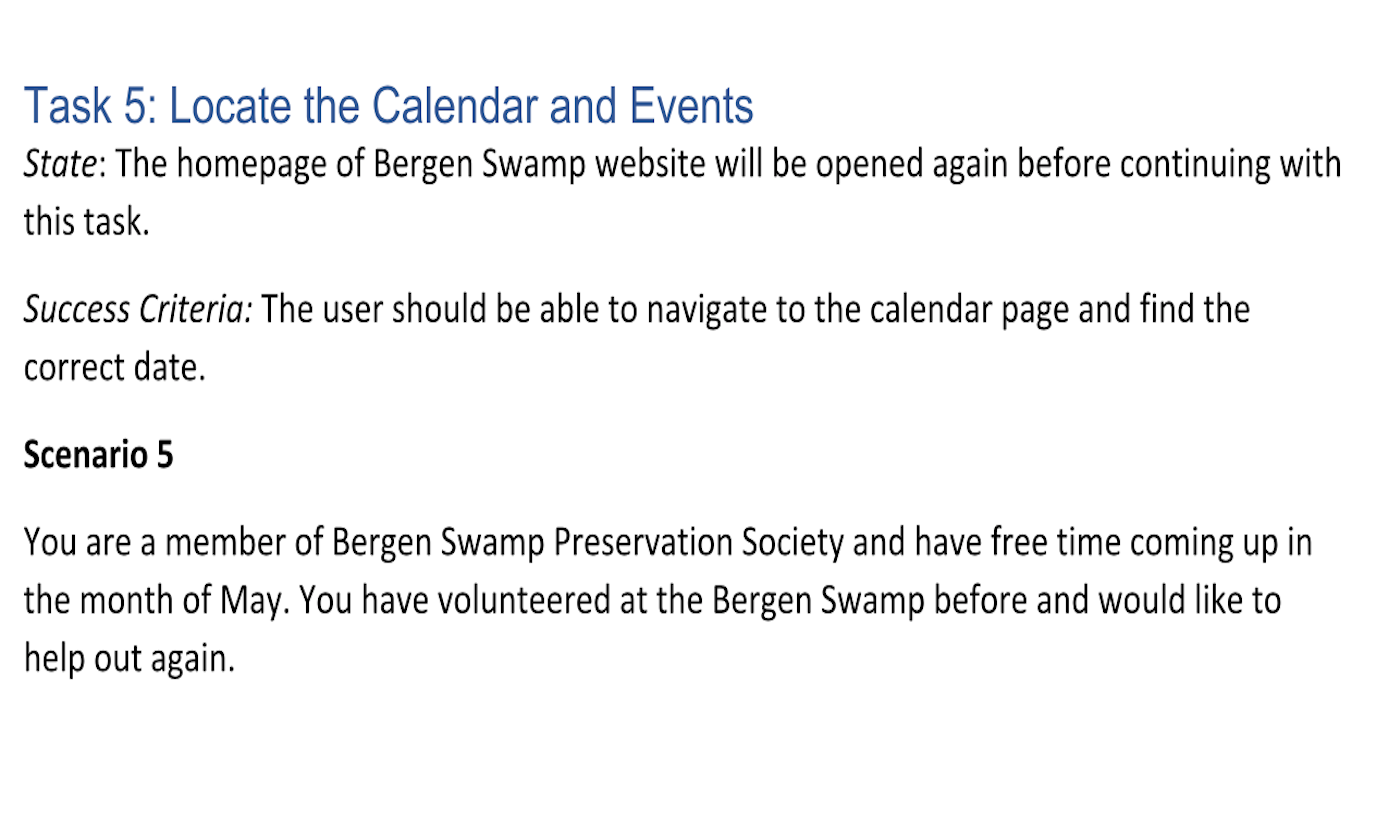 Task 5: Locate the Calendar and Events
State: The homepage of Bergen Swamp website will be opened again before continuing with
this task.
Success Criteria: The user should be able to navigate to the calendar page and find the
correct date.
Scenario 5
You are a member of Bergen Swamp Preservation Society and have free time coming up in
the month of May. You have volunteered at the Bergen Swamp before and would like to
help out again.